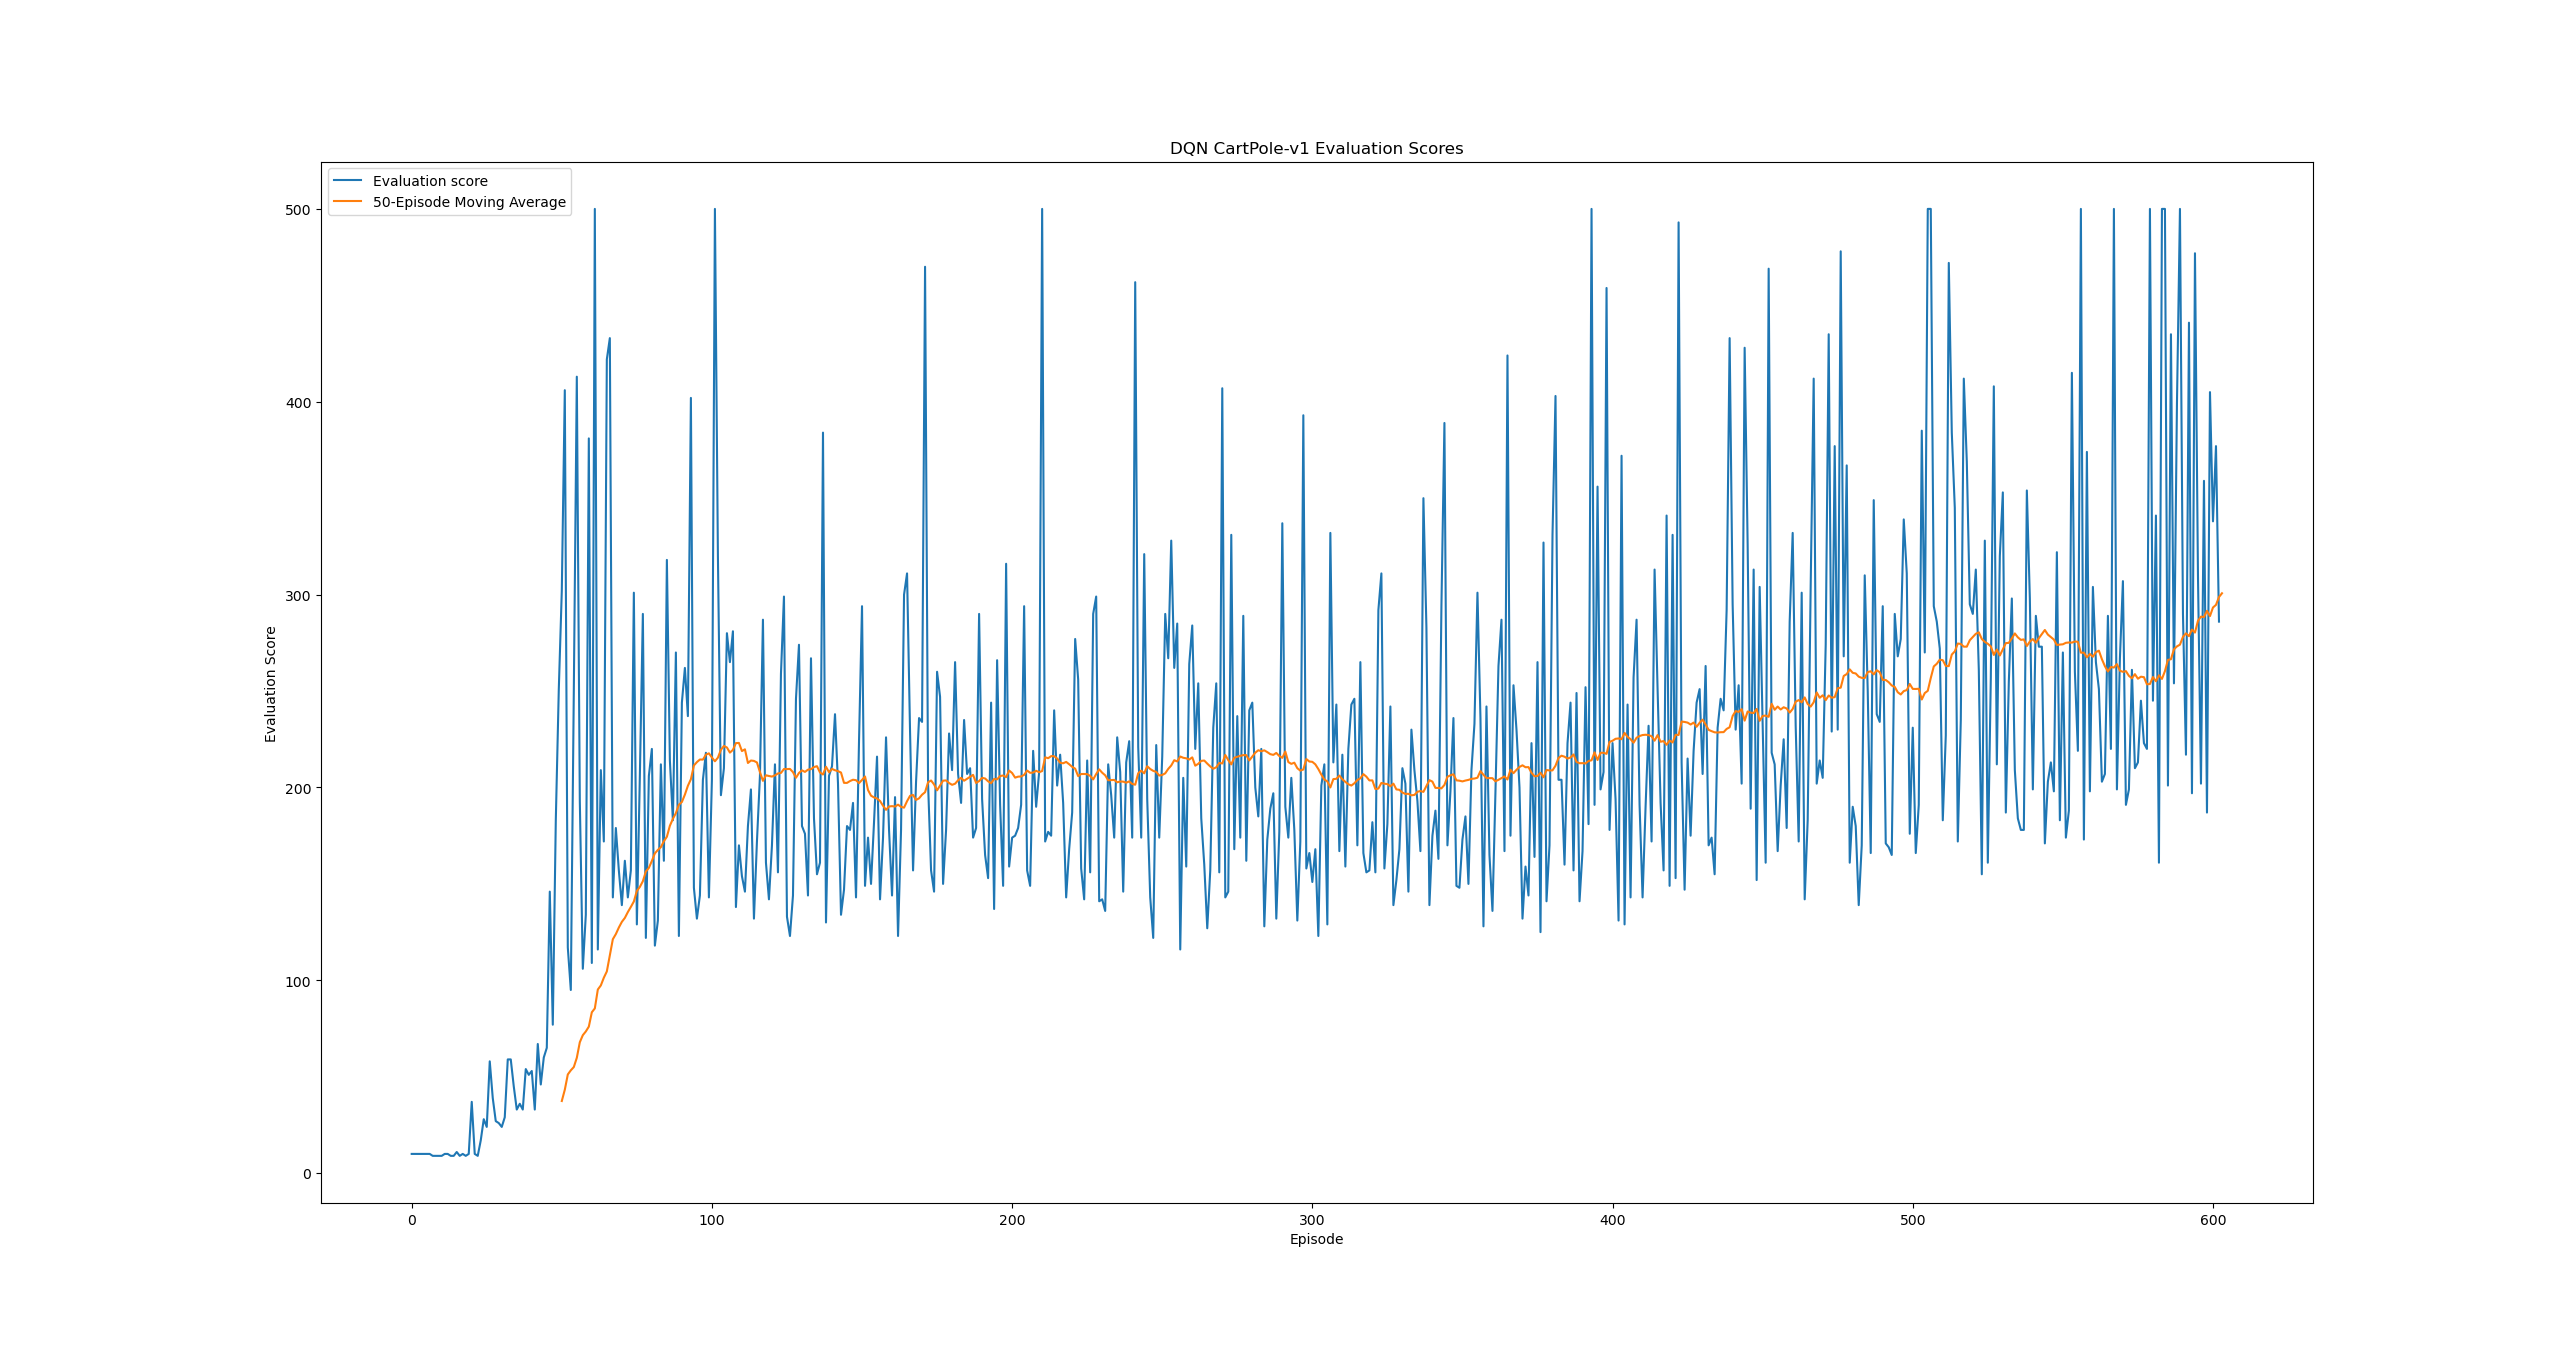 DQN CartPole-v1 Evaluation Scores
Evaluation score
50-Episode Moving Average
Evaluation Score
500
400
300
200
100
0
0 100 200 300 400 500 600
Episode